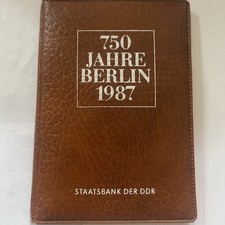 750
JAHRE
BERLIN
1987
STAATSBANK DER DDR